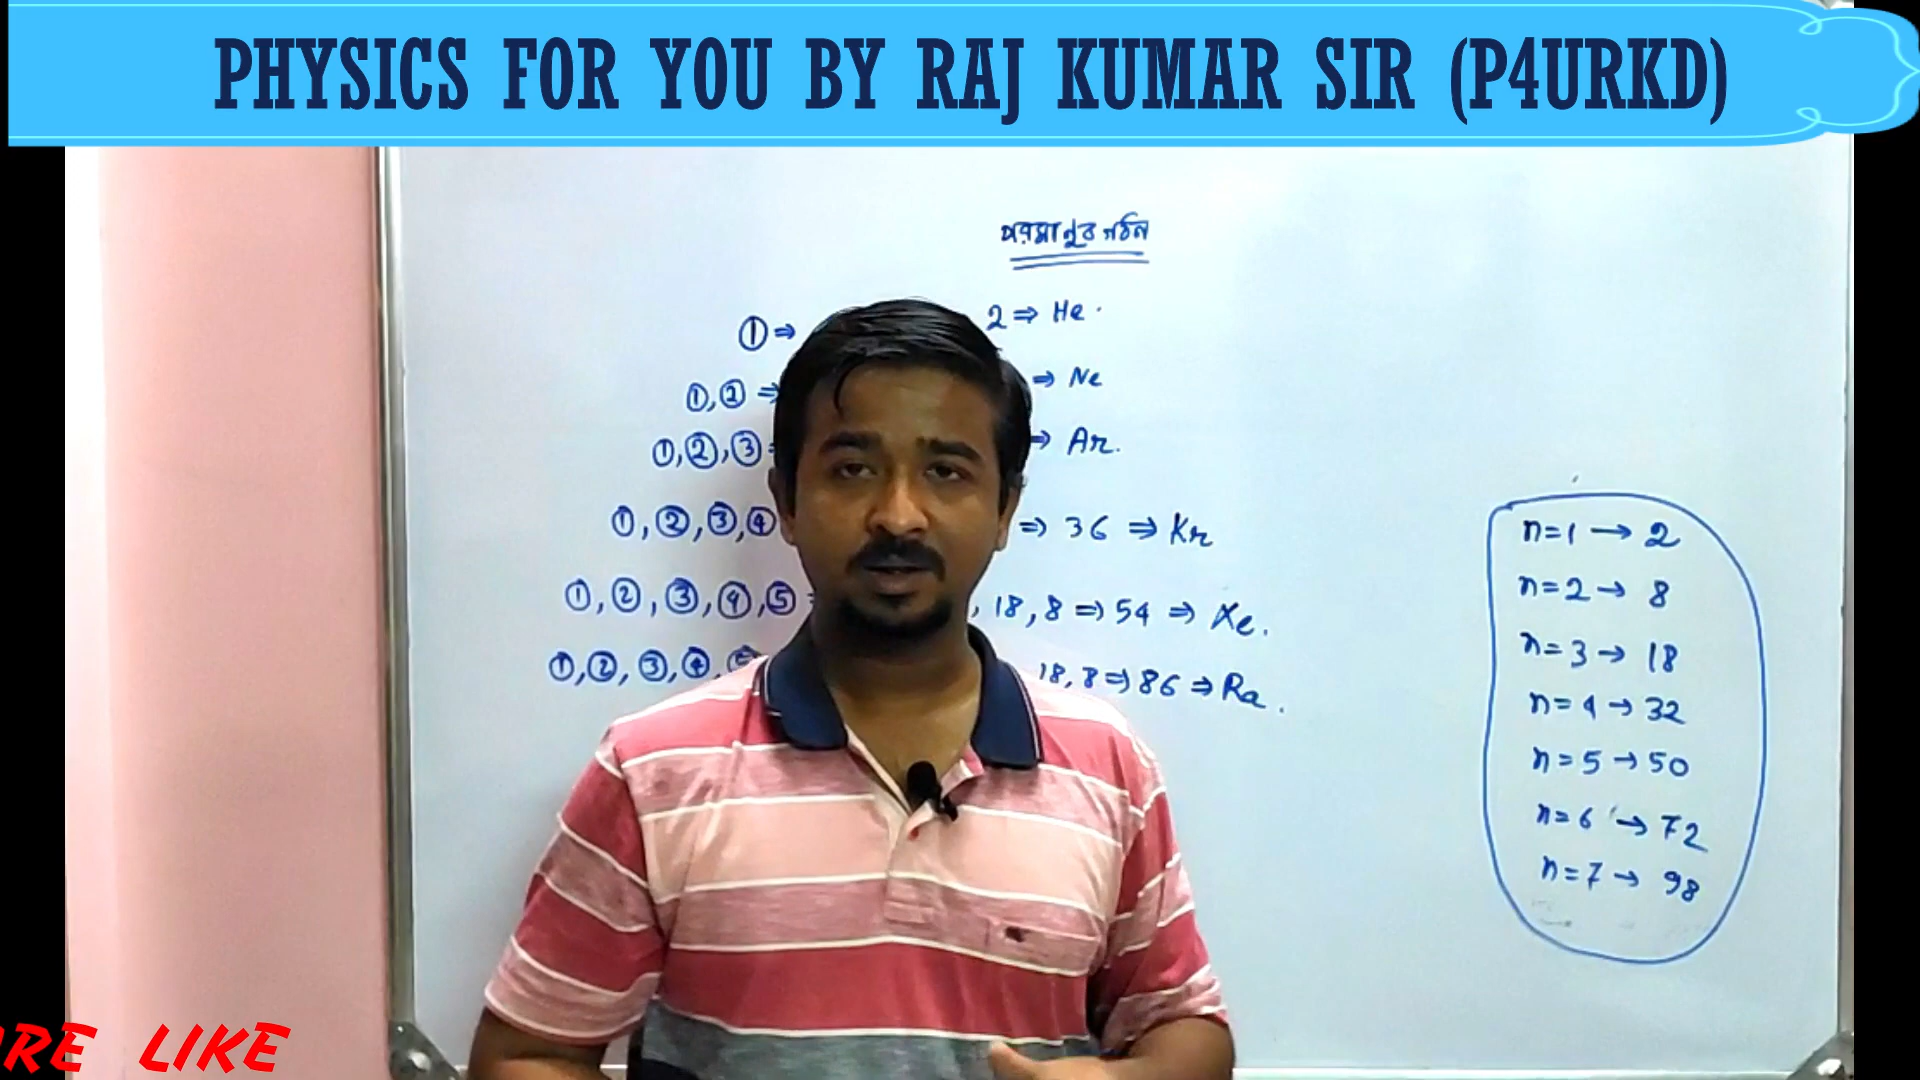 PHYSICS FOR YOU BY RAJ KUMAR SIR (P4URKD)
পরমাণুর গঠন
① ⇒ 2 ⇒ He.
①, ② ⇒ ⇒ Ne
①, ②, ③ ⇒ Ar.
①, ②, ③, ④ ⇒ 36 ⇒ Kr
①, ②, ③, ④, ⑤ , 18, 8 ⇒ 54 ⇒ Xe.
①, ②, ③, ④, ⑤ 18, 8 ⇒ 86 ⇒ Ra.
n=1 → 2
n=2 → 8
n=3 → 18
n=4 → 32
n=5 → 50
n=6 → 72
n=7 → 98
LIKE